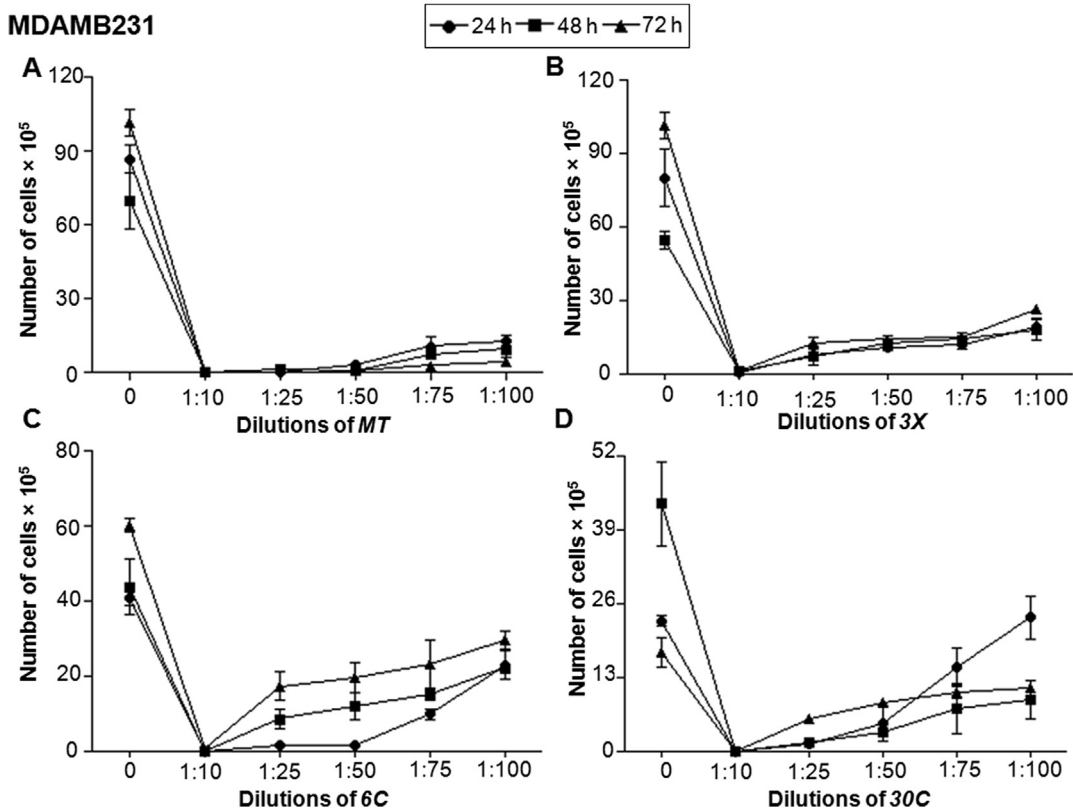 MDAMB231
24 h 48 h 72 h
A
120
90
60
30
0
Number of cells × 10⁵
0 1:10 1:25 1:50 1:75 1:100
Dilutions of MT
B
120
90
60
30
0
Number of cells × 10⁵
0 1:10 1:25 1:50 1:75 1:100
Dilutions of 3X
C
80
60
40
20
0
Number of cells × 10⁵
0 1:10 1:25 1:50 1:75 1:100
Dilutions of 6C
D
52
39
26
13
0
Number of cells × 10⁵
0 1:10 1:25 1:50 1:75 1:100
Dilutions of 30C